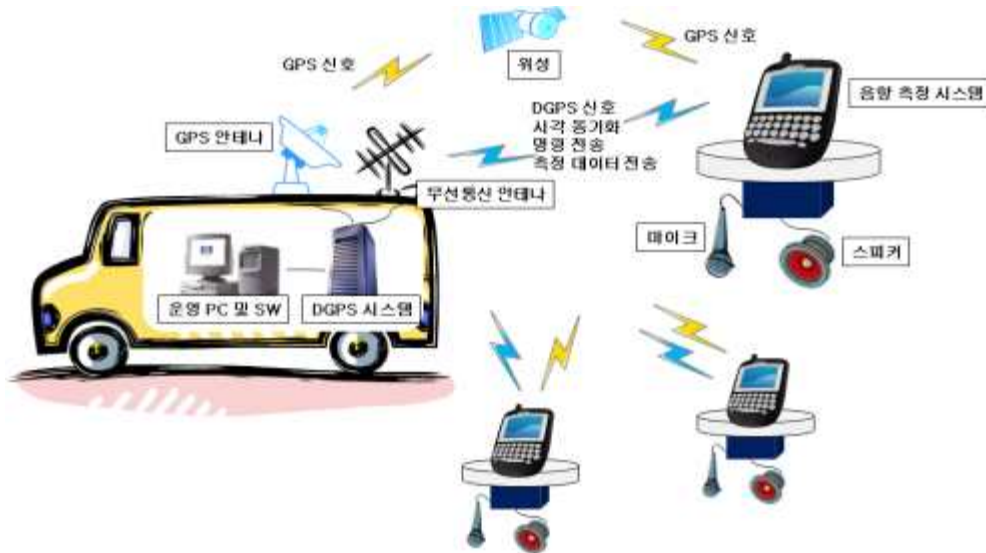 GPS 신호
GPS 신호
위성
음향 측정 시스템
DGPS 신호
시각 동기화
명령 전송
측정 데이터 전송
GPS 안테나
무선통신 안테나
마이크
스피커
운영 PC 및 SW
DGPS 시스템